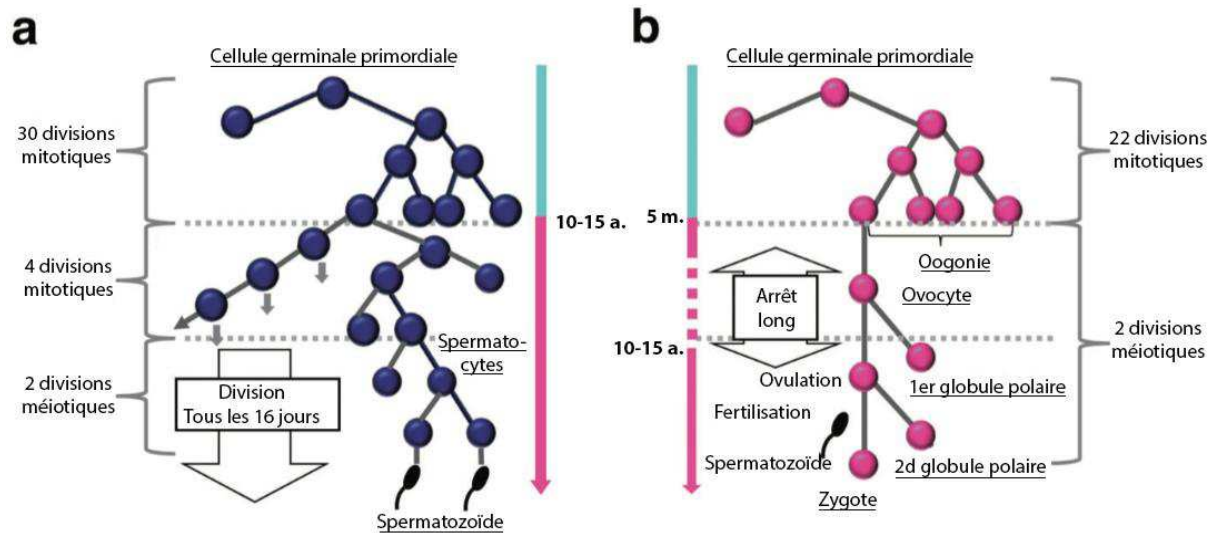 a
Cellule germinale primordiale
30 divisions
mitotiques
10-15 a.
4 divisions
mitotiques
Spermato-
cytes
2 divisions
méiotiques
Division
Tous les 16 jours
Spermatozoïde
b
Cellule germinale primordiale
22 divisions
mitotiques
5 m.
Oogonie
Ovocyte
Arrêt
long
2 divisions
méiotiques
10-15 a.
Ovulation
1er globule polaire
Fertilisation
Spermatozoïde
2d globule polaire
Zygote